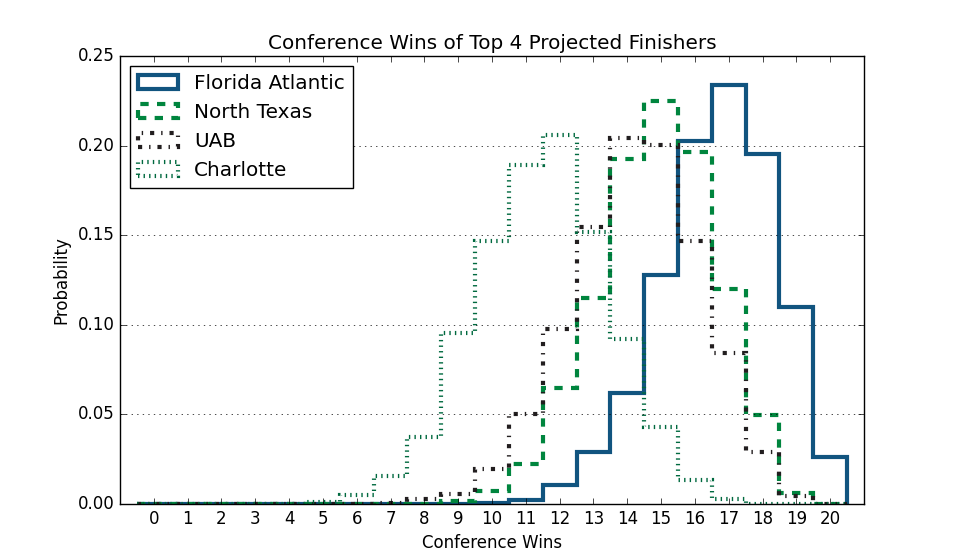 Conference Wins of Top 4 Projected Finishers
0.25
0.20
0.15
0.10
0.05
0.00
Probability
Florida Atlantic
North Texas
UAB
Charlotte
0 1 2 3 4 5 6 7 8 9 10 11 12 13 14 15 16 17 18 19 20
Conference Wins